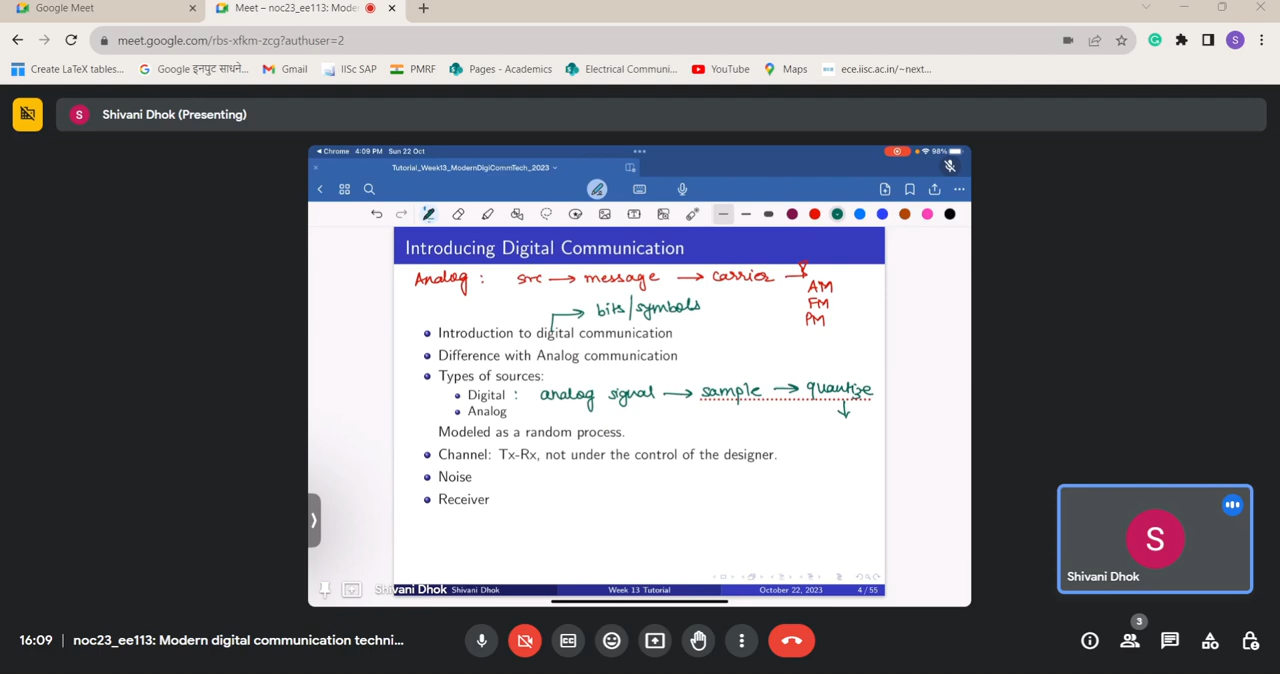 Google Meet
Meet – noc23_ee113: Mode
meet.google.com/rbs-xfkm-zcg?authuser=2
S
Create LaTeX tables...
Google इनपुट साधने...
Gmail
IISc SAP
PMRF
Pages - Academics
Electrical Communi...
YouTube
Maps
ece.iisc.ac.in/~next...
S Shivani Dhok (Presenting)
Chrome 4:09 PM Sun 22 Oct
98%
Tutorial_Week13_ModernDigiCommTech_2023
Introducing Digital Communication
Analog : src → message → carrier →
AM
FM
PM
→ bits/symbols
Introduction to digital communication
Difference with Analog communication
Types of sources:
Digital : analog signal → sample → quantize
Analog
Modeled as a random process.
Channel: Tx-Rx, not under the control of the designer.
Noise
Receiver
Shivani Dhok Shivani Dhok Week 13 Tutorial October 22, 2023 4 / 55
S
Shivani Dhok
16:09 noc23_ee113: Modern digital communication techni...
3